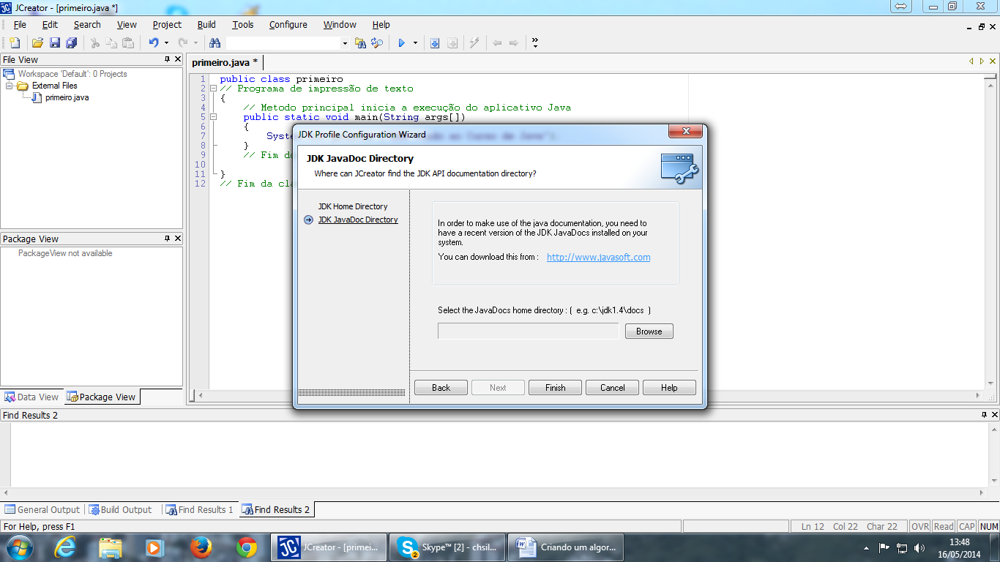 JCreator - [primeiro.java *]
File Edit Search View Project Build Tools Configure Window Help
File View
Workspace 'Default': 0 Projects
External Files
primeiro.java
primeiro.java *
1 public class primeiro
2 // Programa de impressão de texto
3 {
4 // Metodo principal inicia a execução do aplicativo Java
5 public static void main(String args[])
6 {
7 Syst
8 }
9 // Fim d
10
11 }
12 // Fim da cl
JDK Profile Configuration Wizard
JDK JavaDoc Directory
Where can JCreator find the JDK API documentation directory?
JDK Home Directory
JDK JavaDoc Directory
In order to make use of the java documentation, you need to
have a recent version of the JDK JavaDocs installed on your
system.
You can download this from : http://www.javasoft.com
Select the JavaDocs home directory : ( e.g. c:\jdk1.4\docs )
Browse
Back Next Finish Cancel Help
Package View
PackageView not available
Data View Package View
Find Results 2
General Output Build Output Find Results 1 Find Results 2
For Help, press F1
Ln 12 Col 22 Char 22 OVR Read CAP NUM
JCreator - [primei...
Skype™ [2] - chsil...
Criando um algor...
13:48
16/05/2014